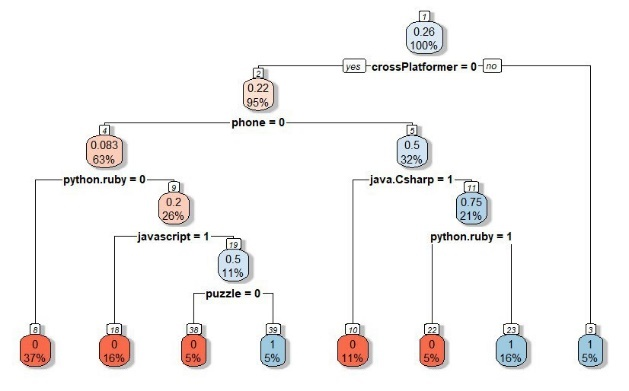 1
0.26
100%
yes crossPlatformer = 0 no
2
0.22
95%
phone = 0
4 5
0.083 0.5
63% 32%
python.ruby = 0 java.Csharp = 1
9 11
0.2 0.75
26% 21%
javascript = 1 python.ruby = 1
19
0.5
11%
puzzle = 0
8 18 38 39 10 22 23 3
0 0 0 1 0 0 1 1
37% 16% 5% 5% 11% 5% 16% 5%